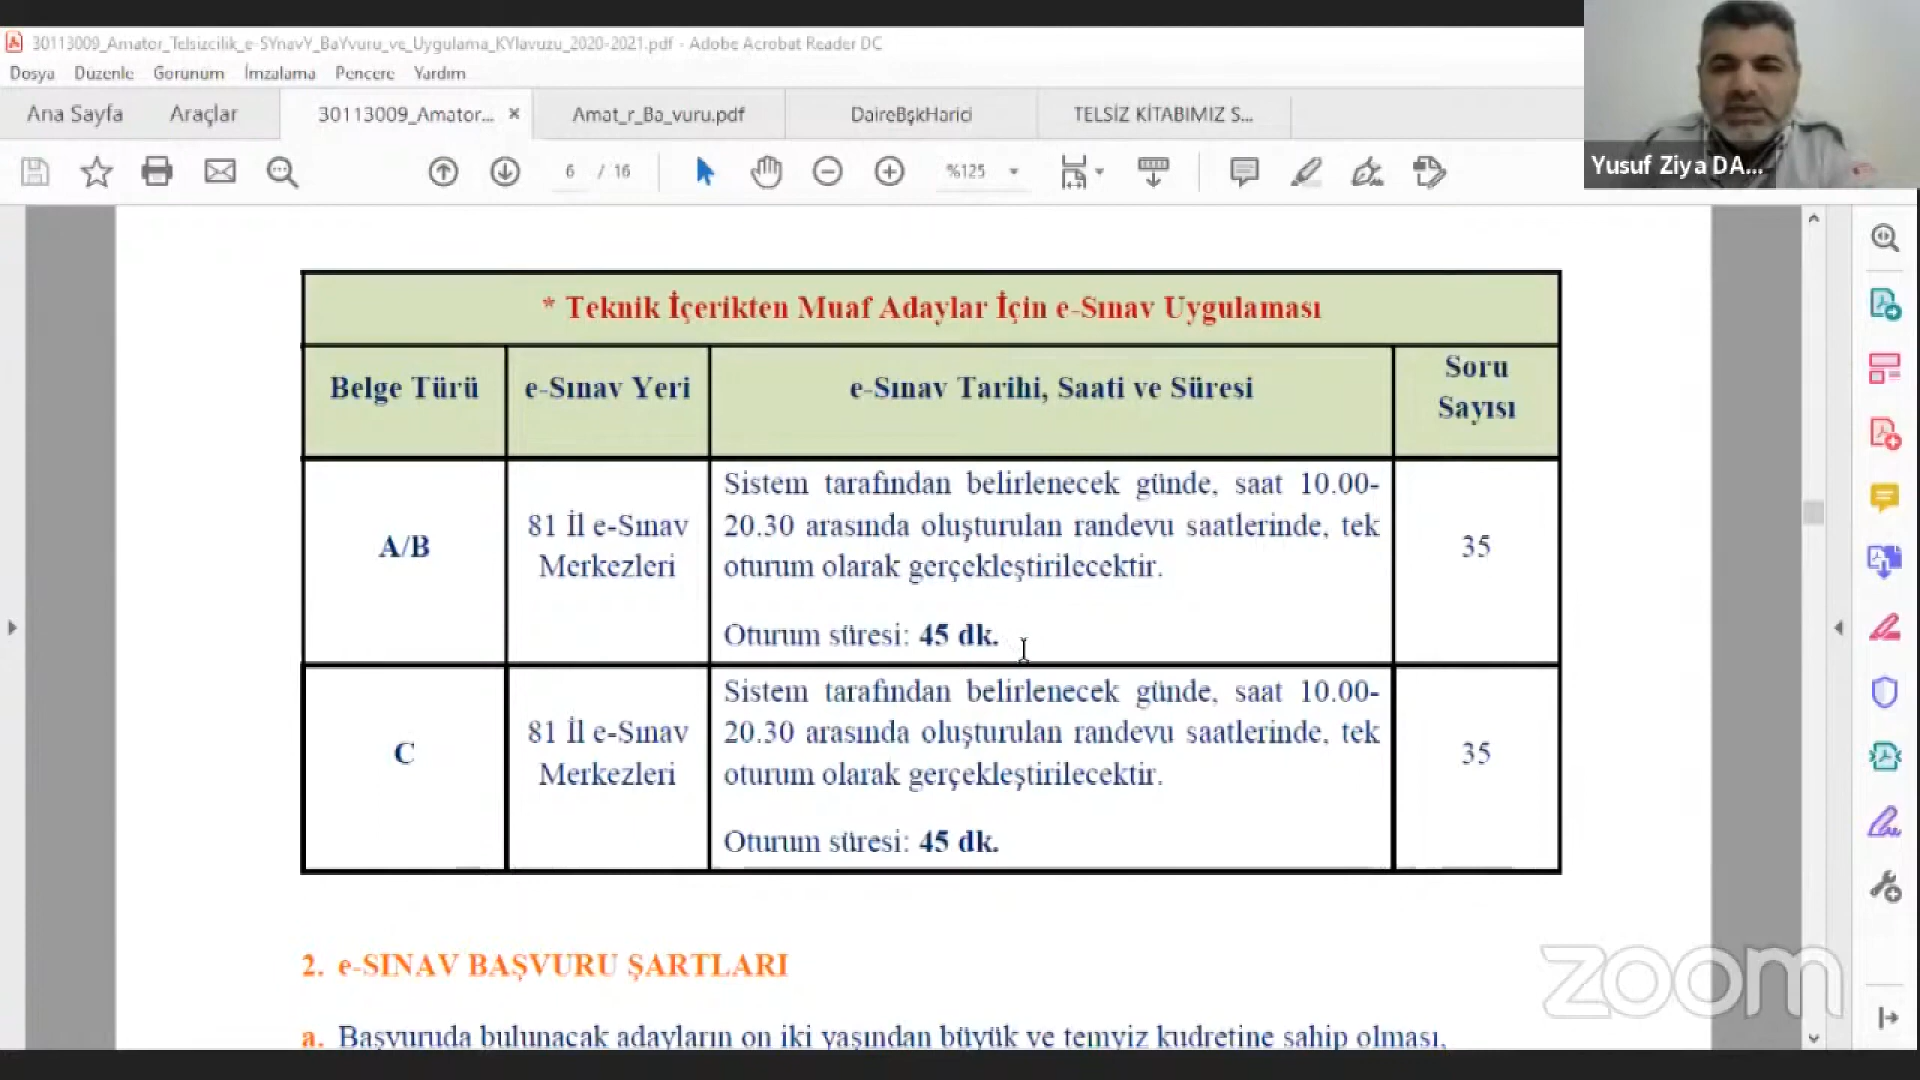 30113009_Amator_Telsizcilik_e-SYnavY_BaYvuru_ve_Uygulama_KYlavuzu_2020-2021.pdf - Adobe Acrobat Reader DC
Dosya Düzenle Görünüm İmzalama Pencere Yardım
Ana Sayfa Araçlar 30113009_Amator... × Amat_r_Ba_vuru.pdf DaireBşkHarici TELSİZ KİTABIMIZ S...
6 / 16 %125
Yusuf Ziya DA...
* Teknik İçerikten Muaf Adaylar İçin e-Sınav Uygulaması
Belge Türü e-Sınav Yeri e-Sınav Tarihi, Saati ve Süresi Soru Sayısı
A/B
81 İl e-Sınav
Merkezleri
Sistem tarafından belirlenecek günde, saat 10.00-
20.30 arasında oluşturulan randevu saatlerinde, tek
oturum olarak gerçekleştirilecektir.
Oturum süresi: 45 dk.
35
C
81 İl e-Sınav
Merkezleri
Sistem tarafından belirlenecek günde, saat 10.00-
20.30 arasında oluşturulan randevu saatlerinde, tek
oturum olarak gerçekleştirilecektir.
Oturum süresi: 45 dk.
35
2. e-SINAV BAŞVURU ŞARTLARI
a. Başvuruda bulunacak adayların on iki yaşından büyük ve temyiz kudretine sahip olması,
zoom